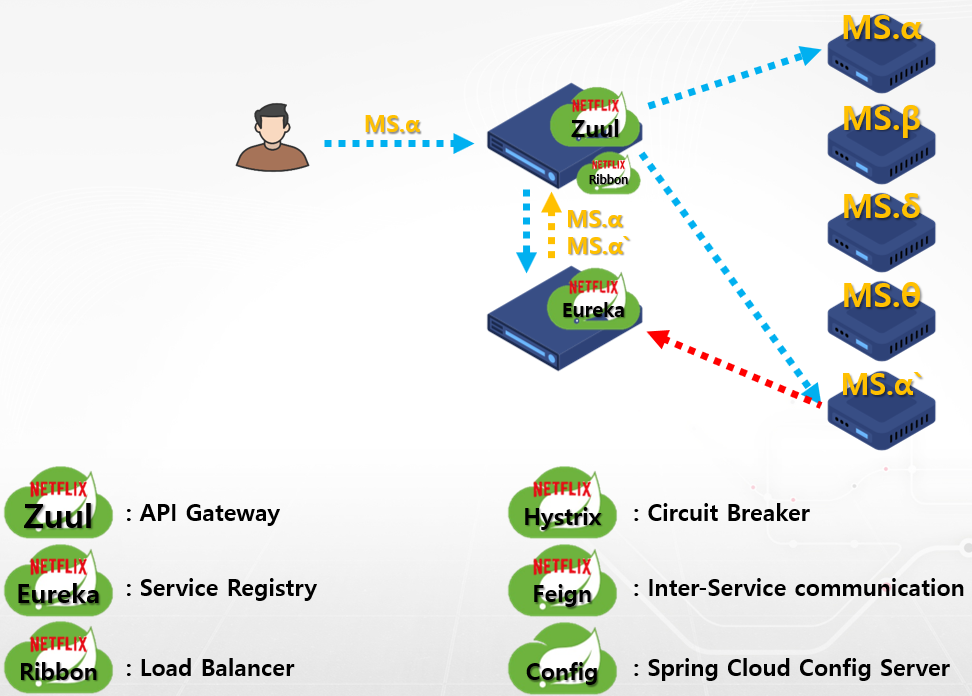 MS.α
MS.α
NETFLIX
Zuul
NETFLIX
Ribbon
MS.α
MS.α`
NETFLIX
Eureka
MS.β
MS.δ
MS.θ
MS.α`
NETFLIX
Zuul : API Gateway
NETFLIX
Hystrix : Circuit Breaker
NETFLIX
Eureka : Service Registry
NETFLIX
Feign : Inter-Service communication
NETFLIX
Ribbon : Load Balancer
Config : Spring Cloud Config Server